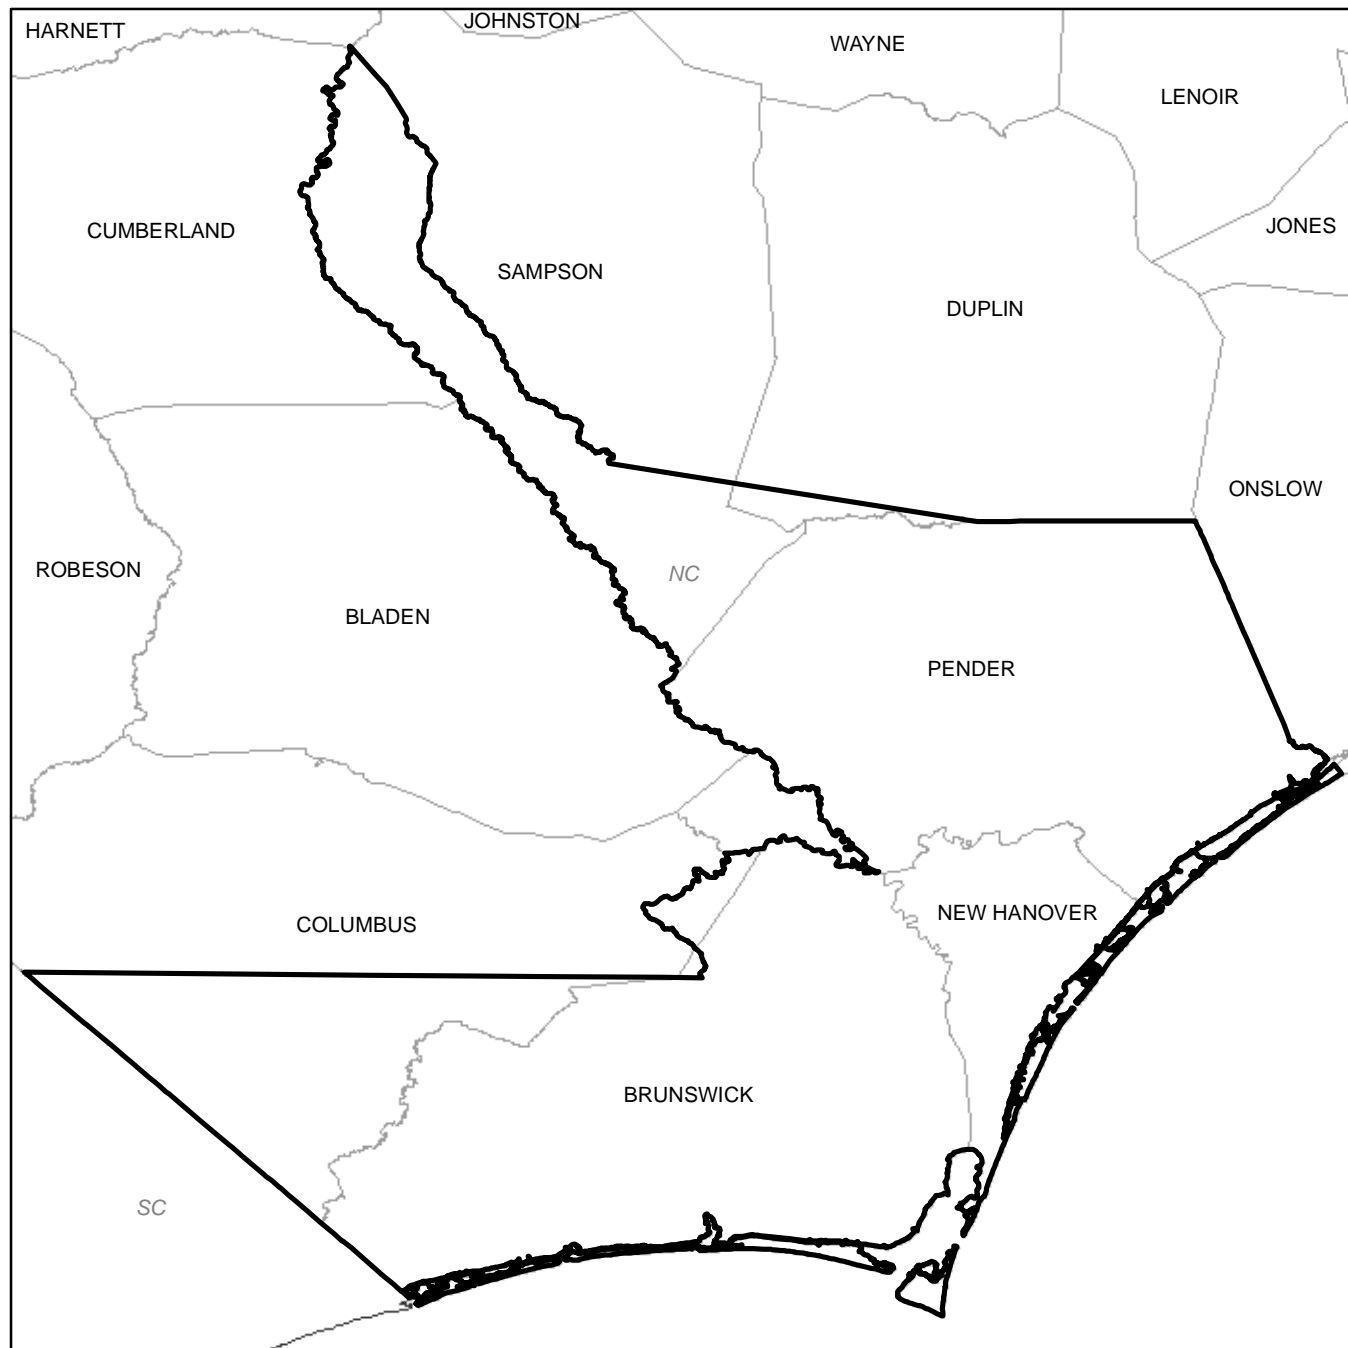 JOHNSTON
HARNETT
WAYNE
LENOIR
JONES
CUMBERLAND
SAMPSON
DUPLIN
ONSLOW
ROBESON
NC
BLADEN
PENDER
NEW HANOVER
COLUMBUS
BRUNSWICK
SC